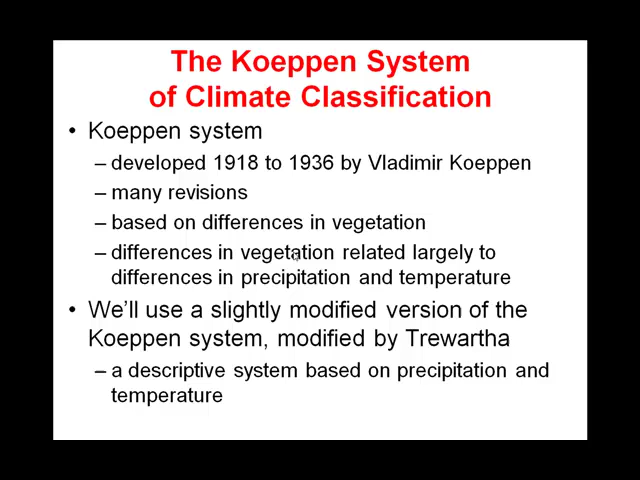 The Koeppen System
of Climate Classification
• Koeppen system
– developed 1918 to 1936 by Vladimir Koeppen
– many revisions
– based on differences in vegetation
– differences in vegetation related largely to
differences in precipitation and temperature
• We'll use a slightly modified version of the
Koeppen system, modified by Trewartha
– a descriptive system based on precipitation and
temperature